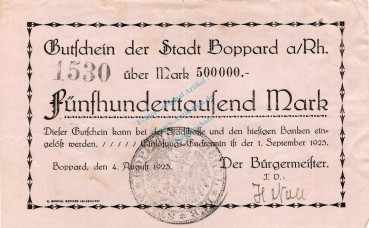 Gutschein der Stadt Boppard a/Rh.
1530 über Mark 500000.-
Fünfhunderttausend Mark
Dieser Gutschein kann bei der Stadtkasse und den hiesigen Banken ein-
gelöst werden. / / / / / Einlösungs-Endtermin ist der 1. September 1923.
Boppard, den 4. August 1923. Der Bürgermeister.
I. D.: